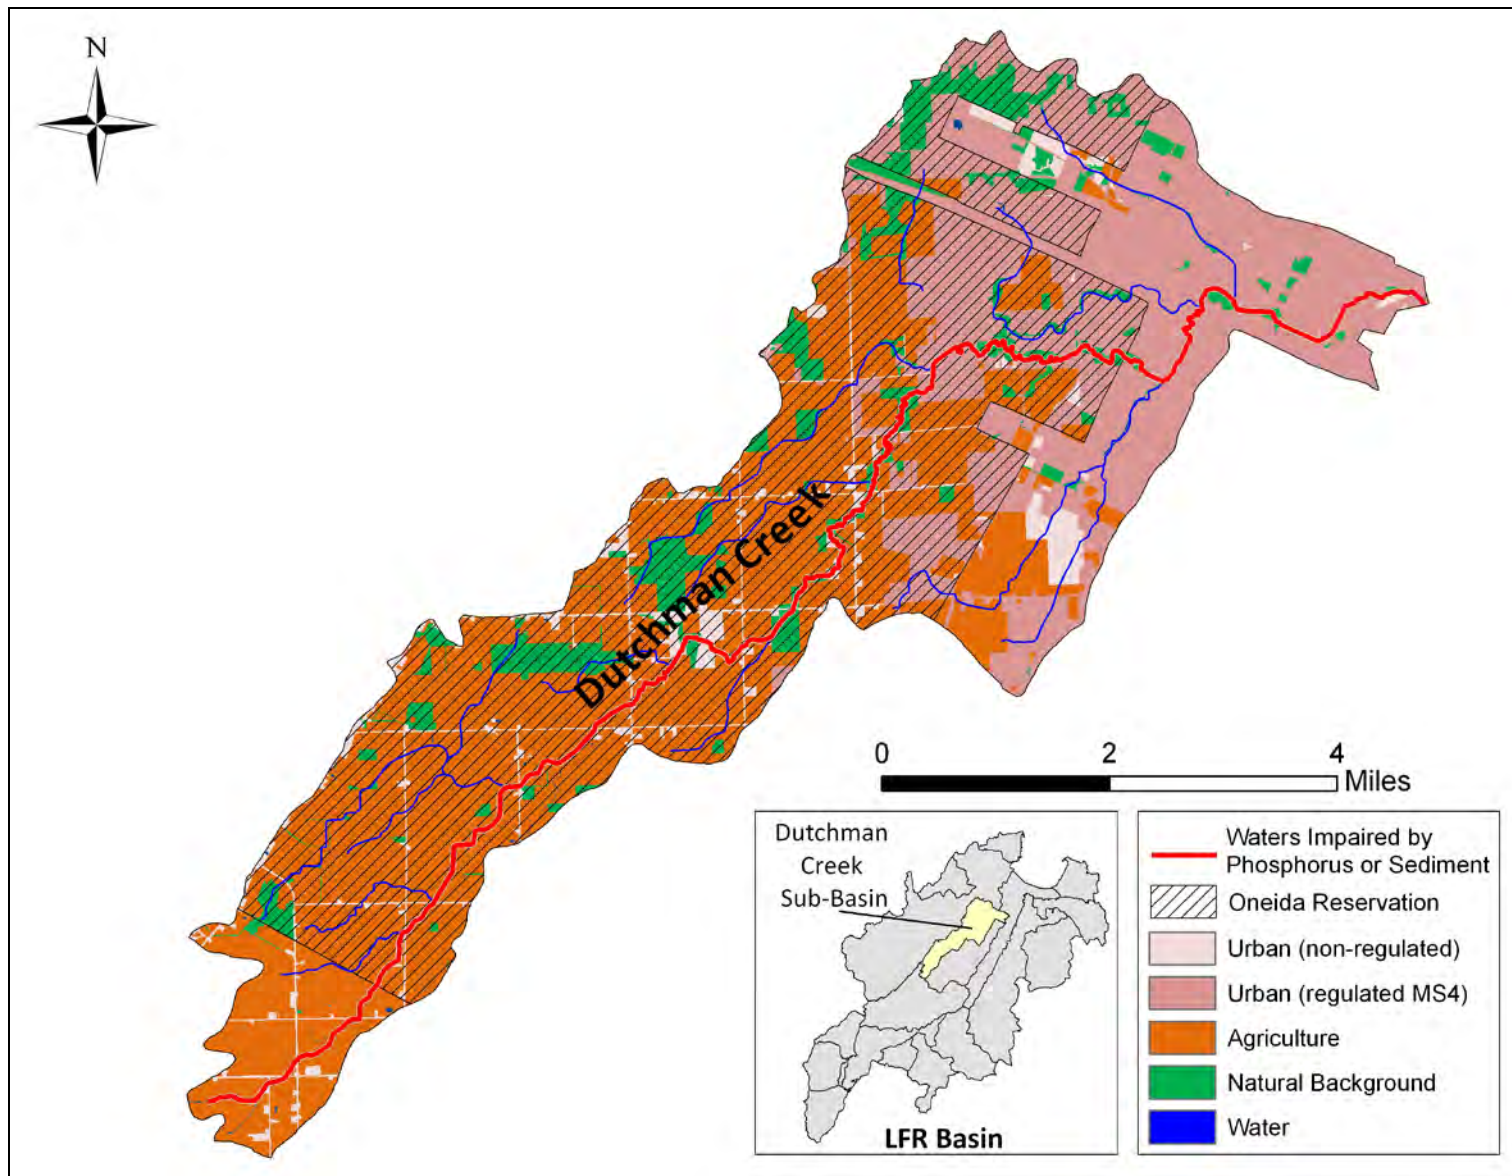 N
Dutchman Creek
0 2 4
Miles
Dutchman
Creek
Sub-Basin
LFR Basin
Waters Impaired by
Phosphorus or Sediment
Oneida Reservation
Urban (non-regulated)
Urban (regulated MS4)
Agriculture
Natural Background
Water